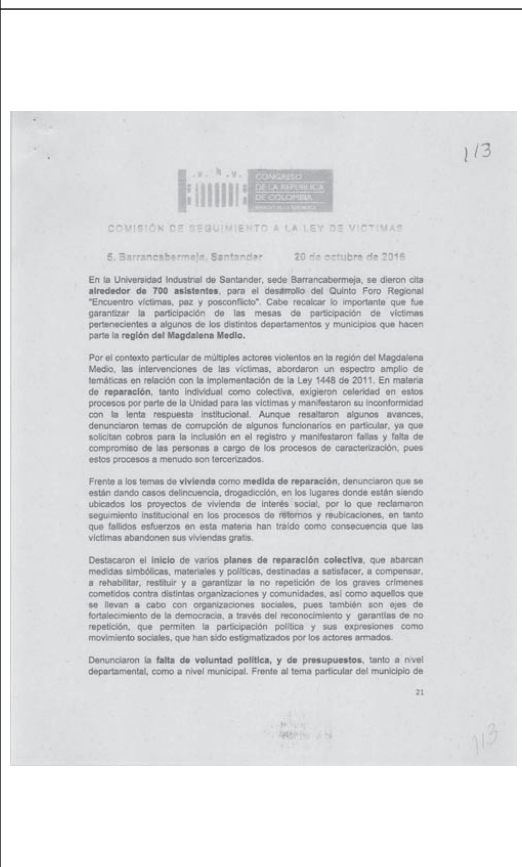 113
CONGRESO
DE LA REPÚBLICA
DE COLOMBIA
COMISIÓN DE SEGUIMIENTO A LA LEY DE VICTIMAS
5. Barrancabermeja, Santander 20 de octubre de 2016
En la Universidad Industrial de Santander, sede Barrancabermeja, se dieron cita
alrededor de 700 asistentes, para el desarrollo del Quinto Foro Regional
"Encuentro víctimas, paz y posconflicto". Cabe recalcar lo importante que fue
garantizar la participación de las mesas de participación de víctimas
pertenecientes a algunos de los distintos departamentos y municipios que hacen
parte la región del Magdalena Medio.
Por el contexto particular de múltiples actores violentos en la región del Magdalena
Medio, las intervenciones de las víctimas, abordaron un espectro amplio de
temáticas en relación con la implementación de la Ley 1448 de 2011. En materia
de reparación, tanto individual como colectiva, exigieron celeridad en estos
procesos por parte de la Unidad para las víctimas y manifestaron su inconformidad
con la lenta respuesta institucional. Aunque resaltaron algunos avances,
denunciaron temas de corrupción de algunos funcionarios en particular, ya que
solicitan cobros para la inclusión en el registro y manifestaron fallas y falta de
compromiso de las personas a cargo de los procesos de caracterización, pues
estos procesos a menudo son tercerizados.
Frente a los temas de vivienda como medida de reparación, denunciaron que se
están dando casos delincuencia, drogadicción, en los lugares donde están siendo
ubicados los proyectos de vivienda de interés social, por lo que reclamaron
seguimiento institucional en los procesos de retornos y reubicaciones, en tanto
que fallidos esfuerzos en esta materia han traído como consecuencia que las
víctimas abandonen sus viviendas gratis.
Destacaron el inicio de varios planes de reparación colectiva, que abarcan
medidas simbólicas, materiales y políticas, destinadas a satisfacer, a compensar,
a rehabilitar, restituir y a garantizar la no repetición de los graves crímenes
cometidos contra distintas organizaciones y comunidades, así como aquellos que
se llevan a cabo con organizaciones sociales, pues también son ejes de
fortalecimiento de la democracia, a través del reconocimiento y garantías de no
repetición, que permiten la participación política y sus expresiones como
movimiento sociales, que han sido estigmatizados por los actores armados.
Denunciaron la falta de voluntad política, y de presupuestos, tanto a nivel
departamental, como a nivel municipal. Frente al tema particular del municipio de
21
113